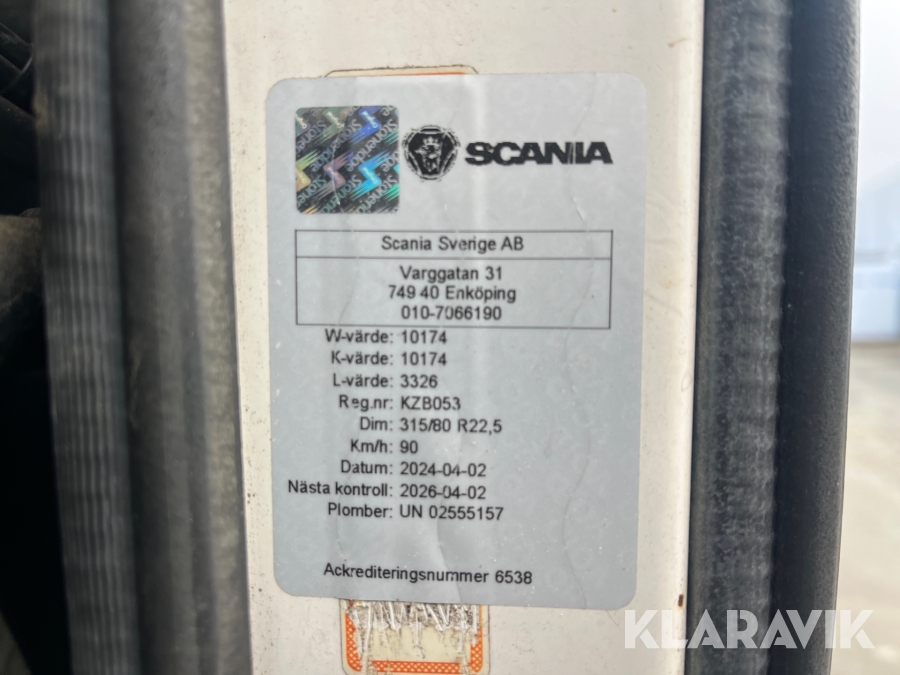 SCANIA
Scania Sverige AB
Varggatan 31
749 40 Enköping
010-7066190
W-värde: 10174
K-värde: 10174
L-värde: 3326
Reg.nr: KZB053
Dim: 315/80 R22,5
Km/h: 90
Datum: 2024-04-02
Nästa kontroll: 2026-04-02
Plomber: UN 02555157
Ackrediteringsnummer 6538
KLARAVIK